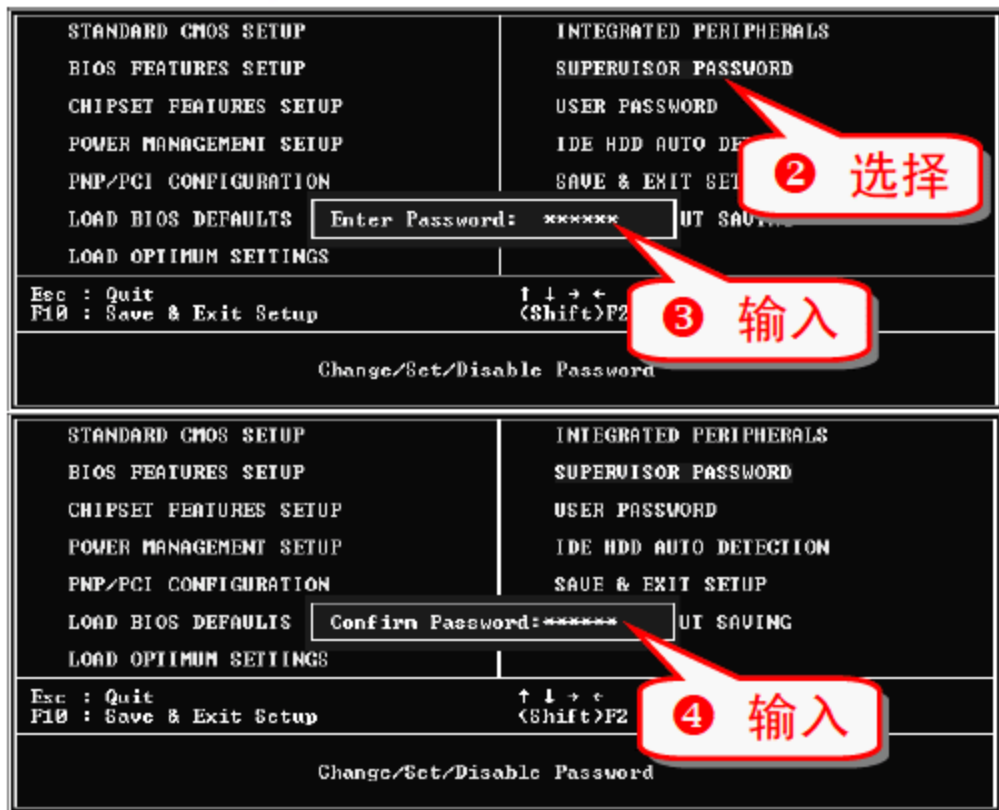 STANDARD CMOS SETUP
INTEGRATED PERIPHERALS
BIOS FEATURES SETUP
SUPERVISOR PASSWORD
CHIPSET FEATURES SETUP
USER PASSWORD
POWER MANAGEMENT SETUP
IDE HDD AUTO DE
❷ 选择
PNP/PCI CONFIGURATION
SAVE & EXIT SET
LOAD BIOS DEFAULTS
Enter Password: ******
UT SAVING
LOAD OPTIMUM SETTINGS
Esc : Quit
↑ ↓ → ←
F10 : Save & Exit Setup
(Shift)F2
❸ 输入
Change/Set/Disable Password
STANDARD CMOS SETUP
INTEGRATED PERIPHERALS
BIOS FEATURES SETUP
SUPERVISOR PASSWORD
CHIPSET FEATURES SETUP
USER PASSWORD
POWER MANAGEMENT SETUP
IDE HDD AUTO DETECTION
PNP/PCI CONFIGURATION
SAVE & EXIT SETUP
LOAD BIOS DEFAULTS
Confirm Password:******
UT SAVING
LOAD OPTIMUM SETTINGS
Esc : Quit
↑ ↓ → ←
F10 : Save & Exit Setup
(Shift)F2
❹ 输入
Change/Set/Disable Password